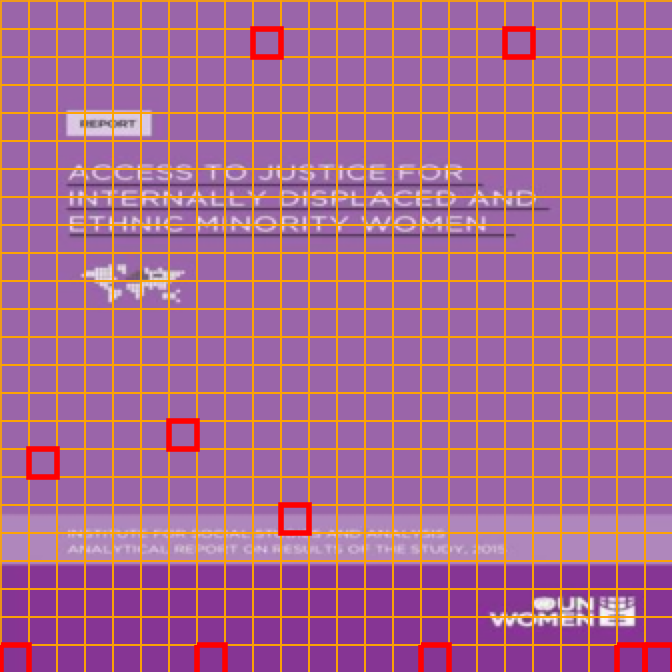 REPORT
ACCESS TO JUSTICE FOR
INTERNALLY DISPLACED AND
ETHNIC MINORITY WOMEN
INSTITUTE FOR SOCIAL STUDIES AND ANALYSIS
ANALYTICAL REPORT ON RESULTS OF THE STUDY, 2015
UN
WOMEN